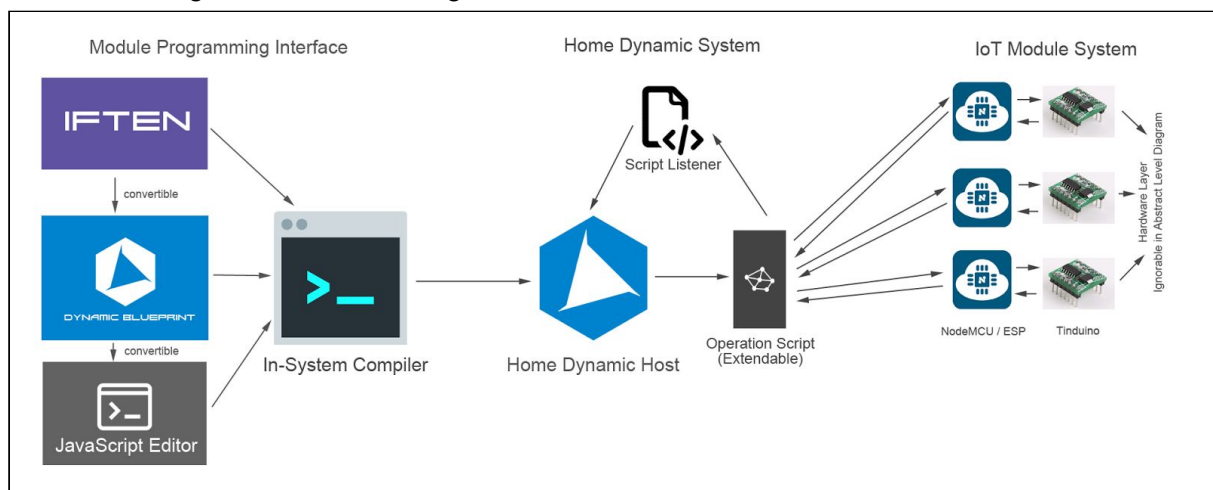 Module Programming Interface
Home Dynamic System
IoT Module System
IFTEN
convertible
DYNAMIC BLUEPRINT
convertible
>_
JavaScript Editor
>_
In-System Compiler
</>
Script Listener
Home Dynamic Host
Operation Script
(Extendable)
N
N
N
NodeMCU / ESP
Tinduino
Hardware Layer
Ignorable in Abstract Level Diagram